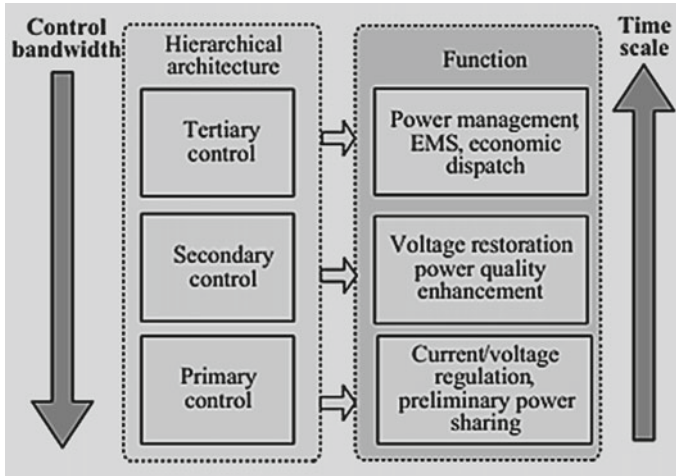 Control
bandwidth
Hierarchical
architecture
Function
Time
scale
Tertiary
control
Power management,
EMS, economic
dispatch
Secondary
control
Voltage restoration
power quality
enhancement
Primary
control
Current/voltage
regulation,
preliminary power
sharing